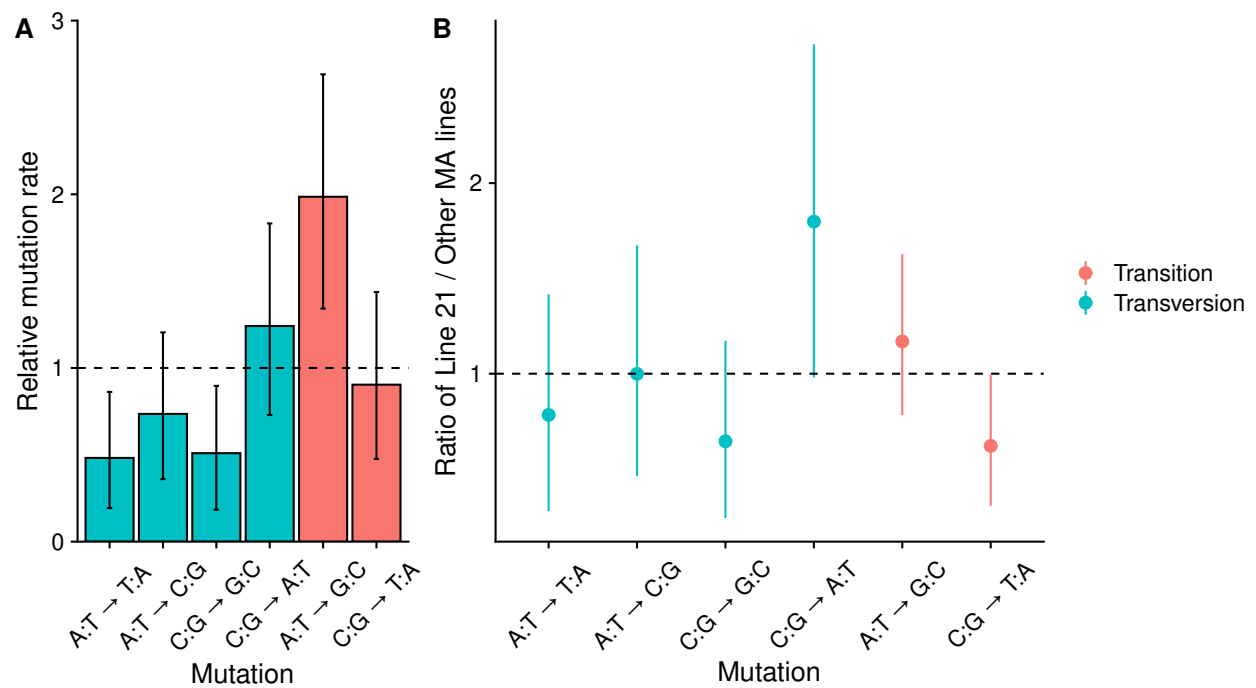 A
Relative mutation rate
3
2
1
0
A:T → T:A
A:T → C:G
C:G → G:C
C:G → A:T
A:T → G:C
C:G → T:A
Mutation
B
Ratio of Line 21 / Other MA lines
2
1
A:T → T:A
A:T → C:G
C:G → G:C
C:G → A:T
A:T → G:C
C:G → T:A
Mutation
Transition
Transversion